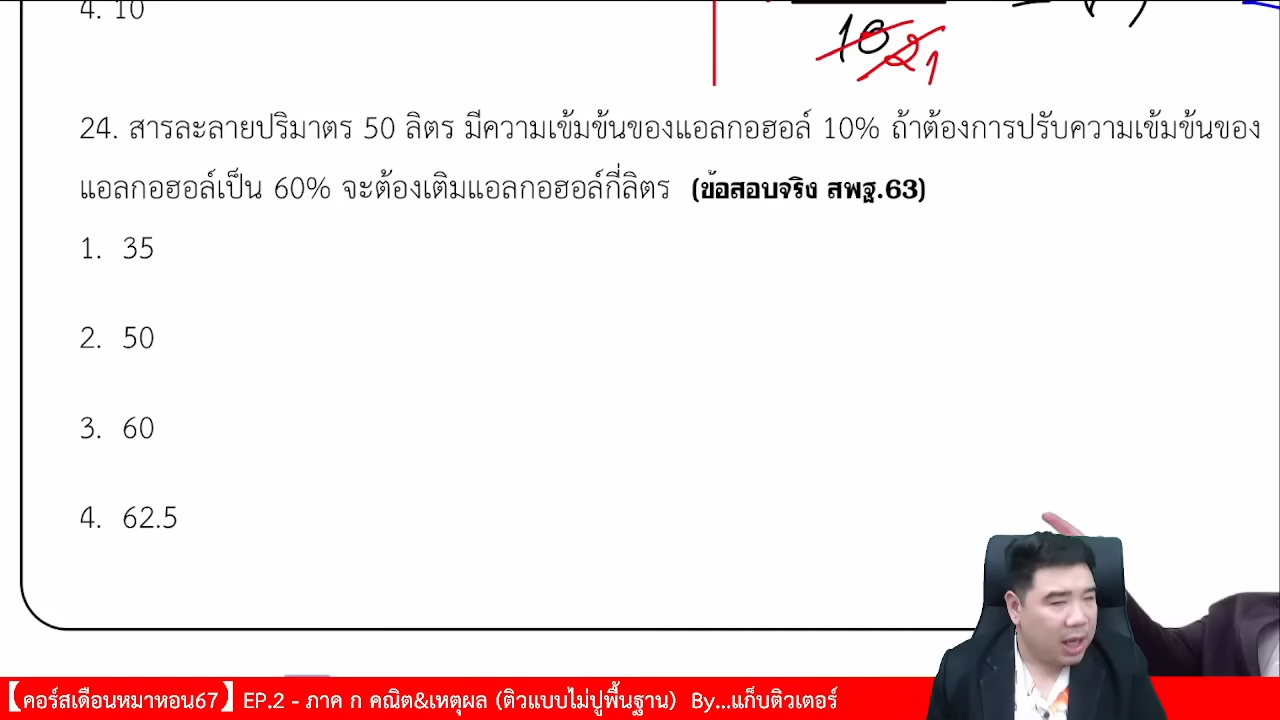 4. 10
10 2 1
24. สารละลายปริมาตร 50 ลิตร มีความเข้มข้นของแอลกอฮอล์ 10% ถ้าต้องการปรับความเข้มข้นของ
แอลกอฮอล์เป็น 60% จะต้องเติมแอลกอฮอล์กี่ลิตร (ข้อสอบจริง สพฐ.63)
1. 35
2. 50
3. 60
4. 62.5
【คอร์สเดือนหมาหอน67】 EP.2 - ภาค ก คณิต&เหตุผล (ติวแบบไม่ปูพื้นฐาน) By...แก็บติวเตอร์